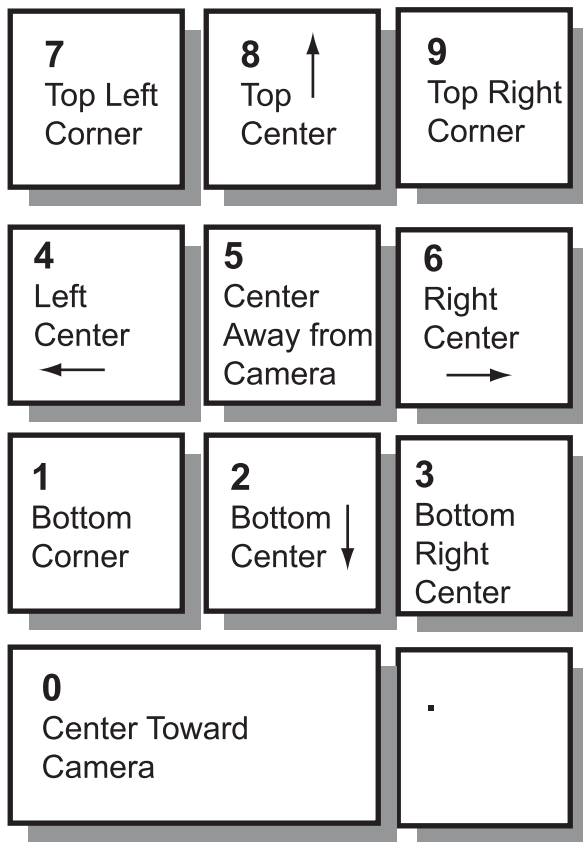 7
Top Left
Corner
8
Top
Center
9
Top Right
Corner
4
Left
Center
5
Center
Away from
Camera
6
Right
Center
1
Bottom
Corner
2
Bottom
Center
3
Bottom
Right
Center
0
Center Toward
Camera
.